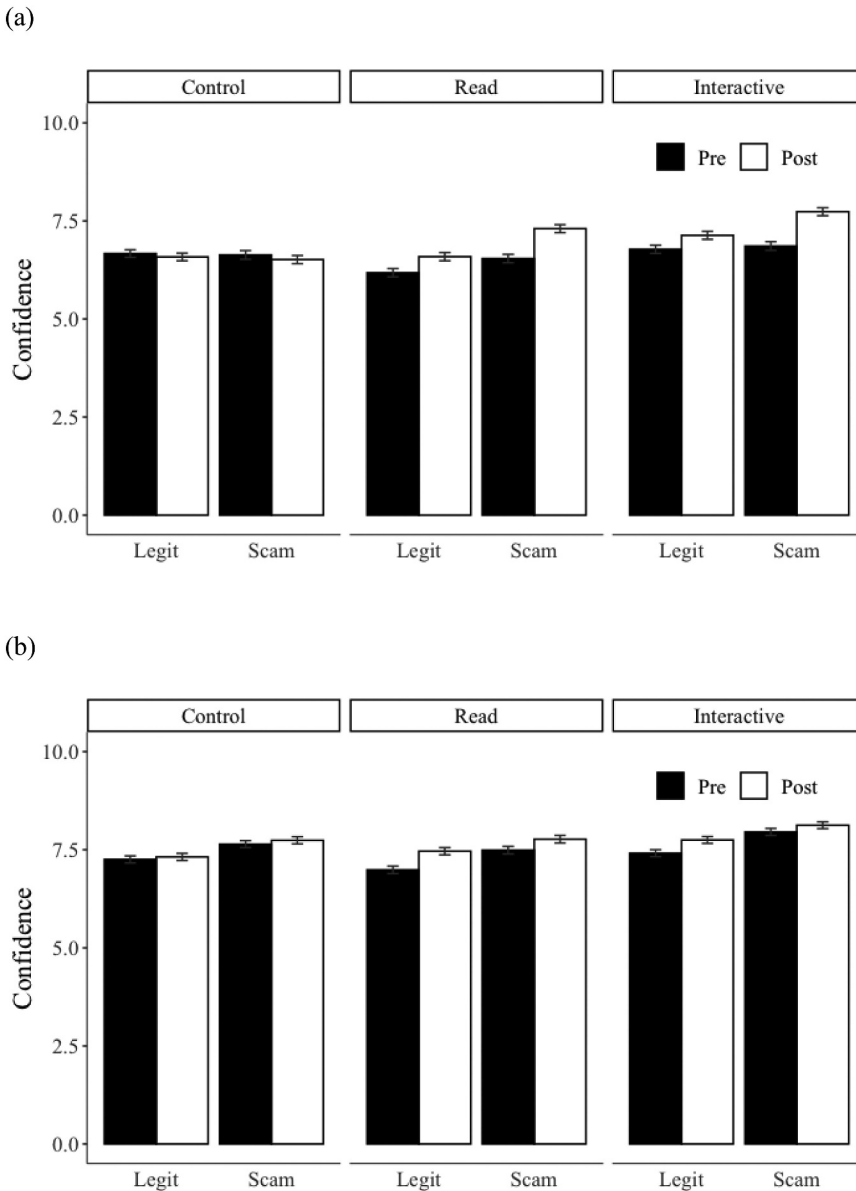 (a)
Control Read Interactive
10.0
Pre Post
7.5
5.0
2.5
0.0
Confidence
Legit Scam Legit Scam Legit Scam
(b)
Control Read Interactive
10.0
Pre Post
7.5
5.0
2.5
0.0
Confidence
Legit Scam Legit Scam Legit Scam